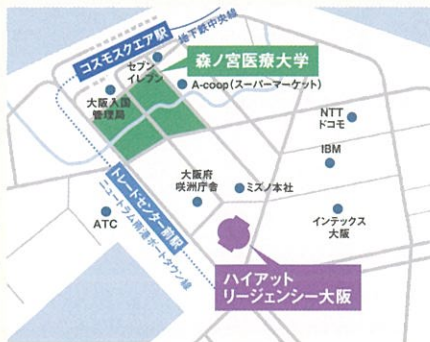 コスモスクエア駅
地下鉄中央線
セブン
イレブン
森ノ宮医療大学
A-coop(スーパーマーケット)
大阪入国
管理局
NTT
ドコモ
IBM
トレードセンター前駅
ニュートラム南港ポートタウン線
大阪府
咲洲庁舎
ミズノ本社
ATC
インテックス
大阪
ハイアット
リージェンシー大阪